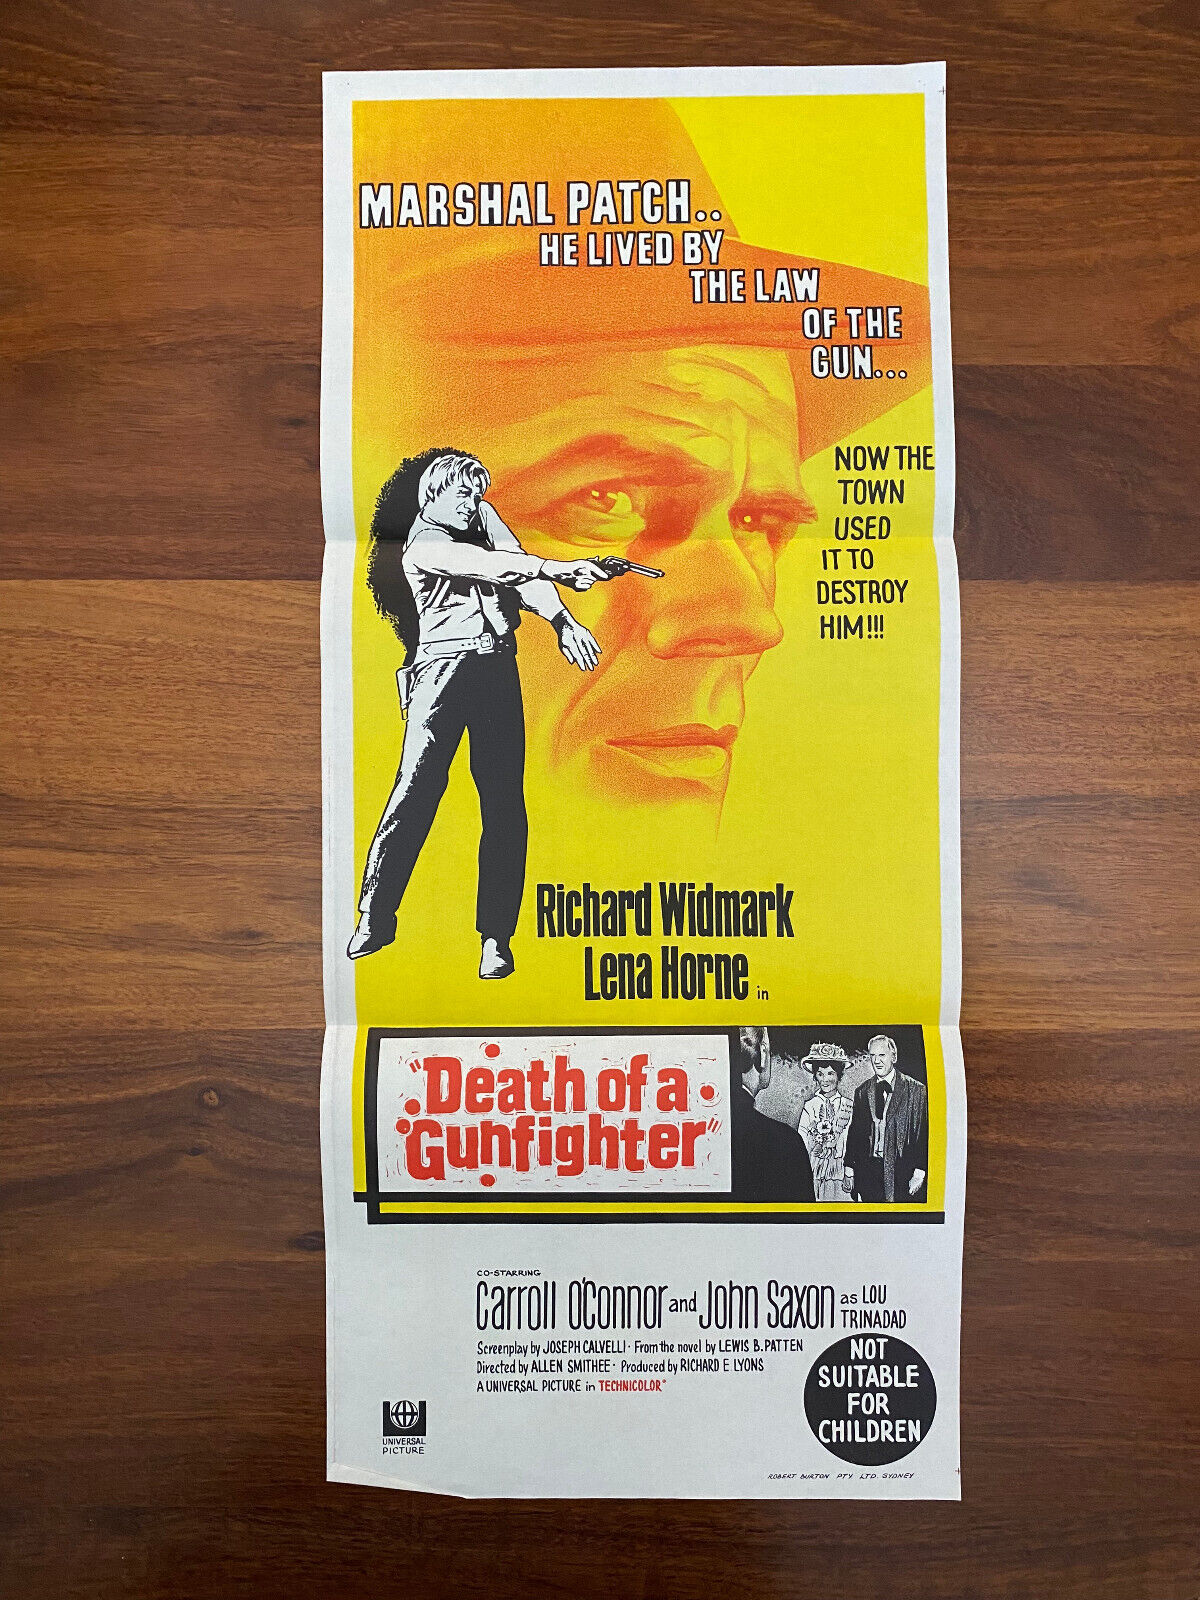 MARSHAL PATCH..
HE LIVED BY
THE LAW
OF THE
GUN...
NOW THE
TOWN
USED
IT TO
DESTROY
HIM!!!
Richard Widmark
Lena Horne in
"Death of a
Gunfighter"
CO-STARRING
Carroll O'Connor and John Saxon as LOU
TRINADAD
Screenplay by JOSEPH CALVELLI · From the novel by LEWIS B. PATTEN
Directed by ALLEN SMITHEE · Produced by RICHARD E. LYONS
A UNIVERSAL PICTURE in TECHNICOLOR®
NOT
SUITABLE
FOR
CHILDREN
UNIVERSAL
PICTURE
ROBERT BURTON PTY. LTD. SYDNEY